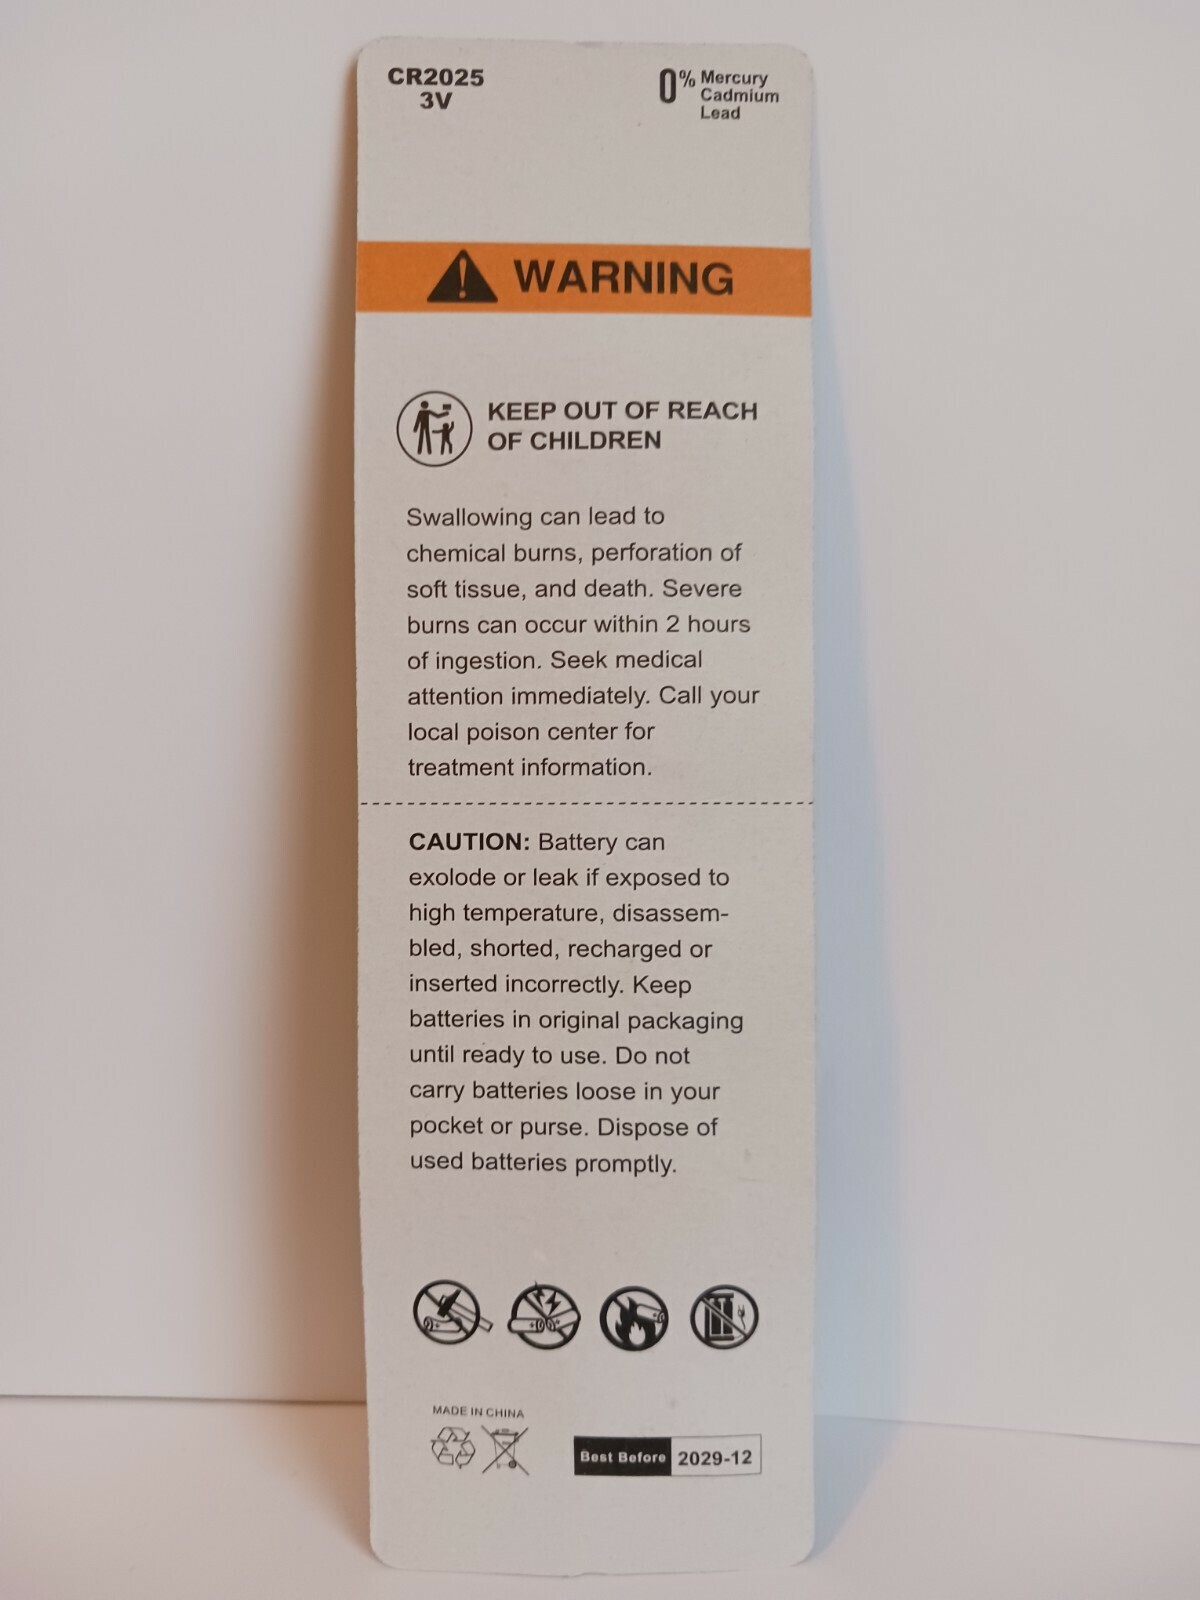 CR2025
3V
0% Mercury
Cadmium
Lead
WARNING
KEEP OUT OF REACH
OF CHILDREN
Swallowing can lead to
chemical burns, perforation of
soft tissue, and death. Severe
burns can occur within 2 hours
of ingestion. Seek medical
attention immediately. Call your
local poison center for
treatment information.
CAUTION: Battery can
exolode or leak if exposed to
high temperature, disassem-
bled, shorted, recharged or
inserted incorrectly. Keep
batteries in original packaging
until ready to use. Do not
carry batteries loose in your
pocket or purse. Dispose of
used batteries promptly.
MADE IN CHINA
Best Before 2029-12